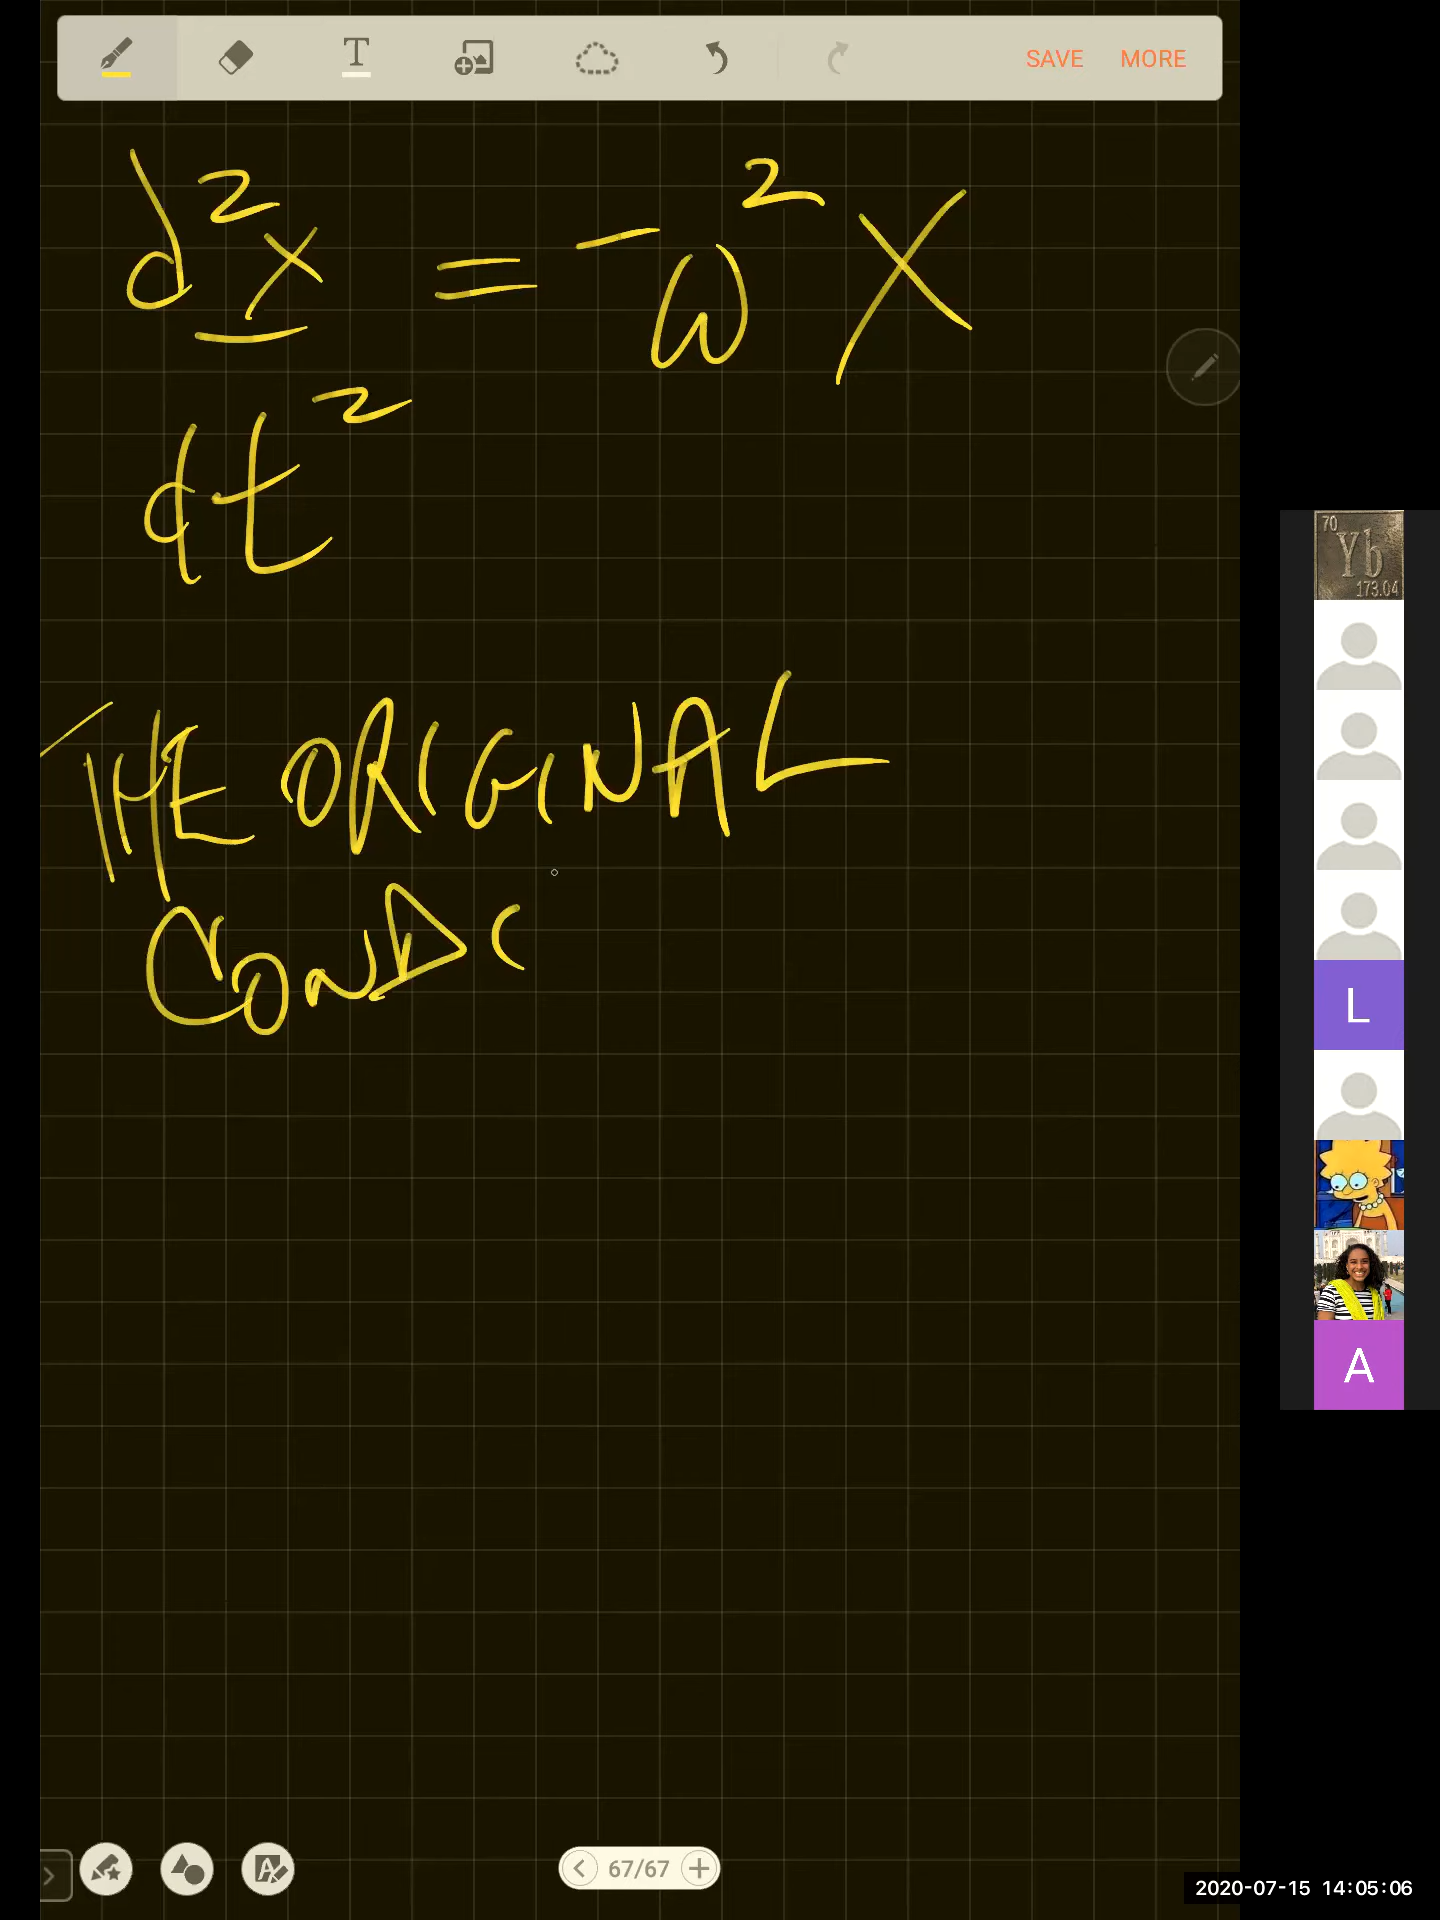 SAVE MORE
d²x/dt² = -ω²x
THE ORIGINAL
CONDI
70
Yb
173.04
L
A
67/67
2020-07-15 14:05:06